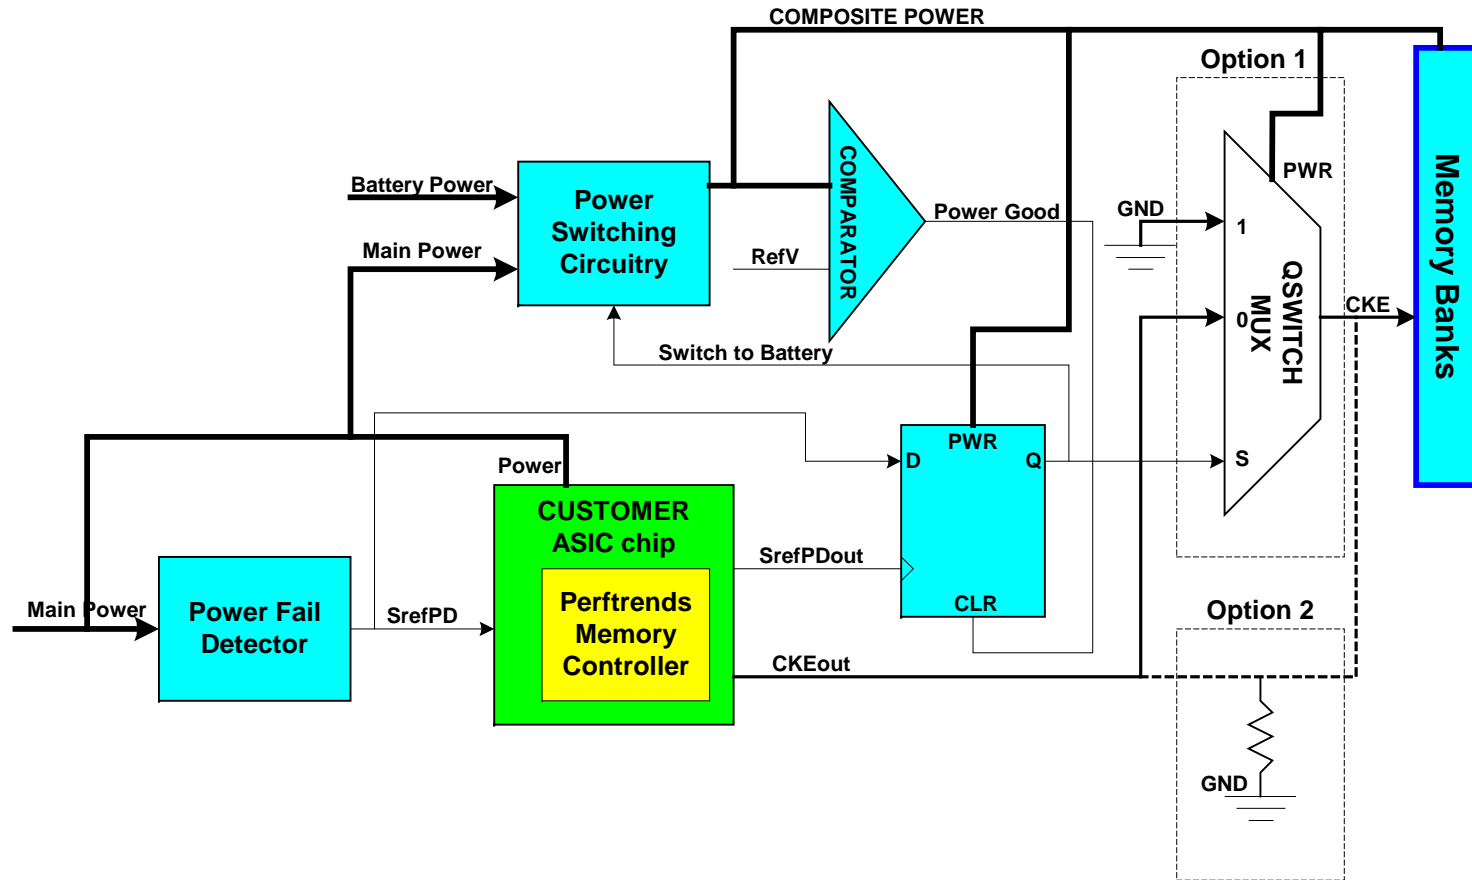 COMPOSITE POWER
Option 1
PWR
Battery Power
Power
Switching
Circuitry
COMPARATOR
Power Good
GND
1
Main Power
RefV
0
QSWITCH
MUX
CKE
Memory Banks
Switch to Battery
PWR
D
Q
S
Power
CUSTOMER
ASIC chip
SrefPDout
Main Power
Power Fail
Detector
SrefPD
Perftrends
Memory
Controller
CLR
Option 2
CKEout
GND